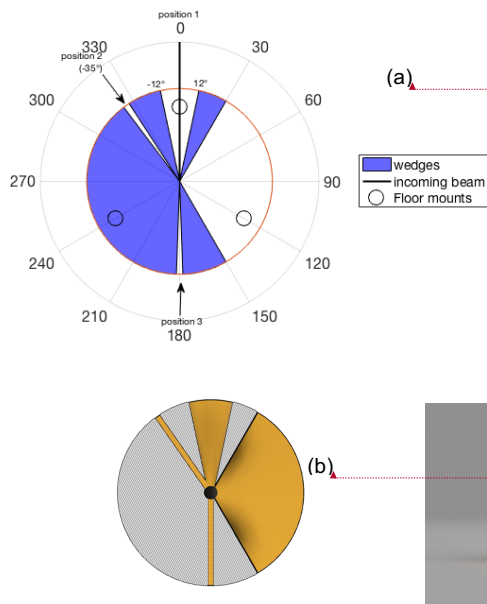 position 1
0
330
30
position 2
(-35°)
-12°
12°
(a)
300
60
wedges
incoming beam
Floor mounts
270
90
240
120
210
position 3
150
180
(b)